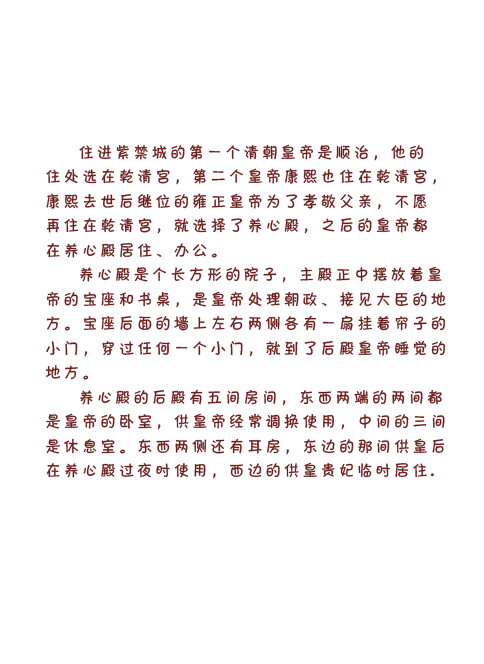 住进紫禁城的第一个清朝皇帝是顺治，他的
住处选在乾清宫，第二个皇帝康熙也住在乾清宫，
康熙去世后继位的雍正皇帝为了孝敬父亲，不愿
再住在乾清宫，就选择了养心殿，之后的皇帝都
在养心殿居住、办公。
养心殿是个长方形的院子，主殿正中摆放着皇
帝的宝座和书桌，是皇帝处理朝政、接见大臣的地
方。宝座后面的墙上左右两侧各有一扇挂着帘子的
小门，穿过任何一个小门，就到了后殿皇帝睡觉的
地方。
养心殿的后殿有五间房间，东西两端的两间都
是皇帝的卧室，供皇帝经常调换使用，中间的三间
是休息室。东西两侧还有耳房，东边的那间供皇后
在养心殿过夜时使用，西边的供皇贵妃临时居住.